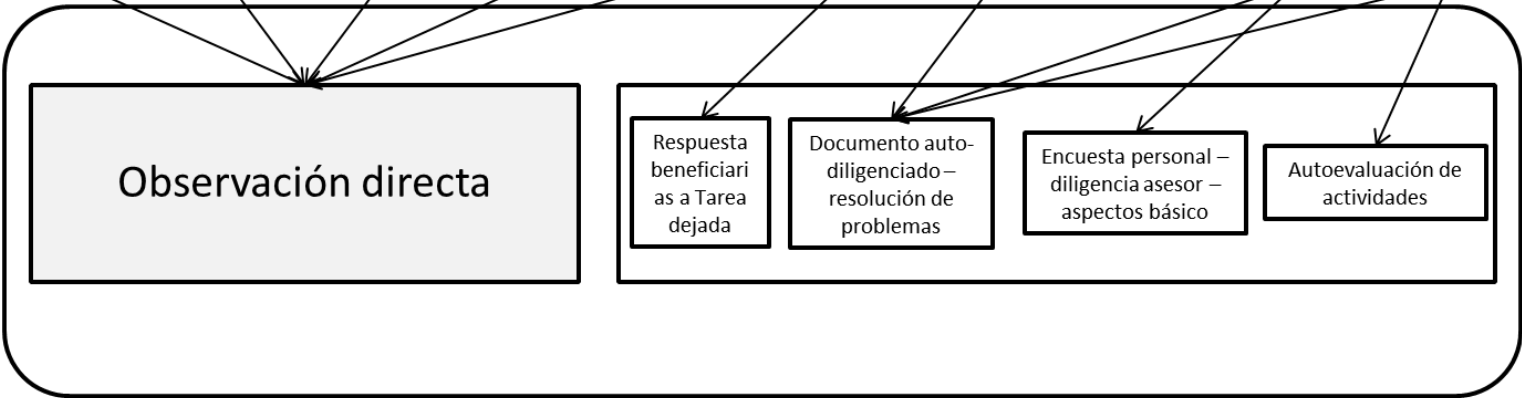 Observación directa
Respuesta
beneficiari
as a Tarea
dejada
Documento auto-
diligenciado –
resolución de
problemas
Encuesta personal –
diligencia asesor –
aspectos básico
Autoevaluación de
actividades